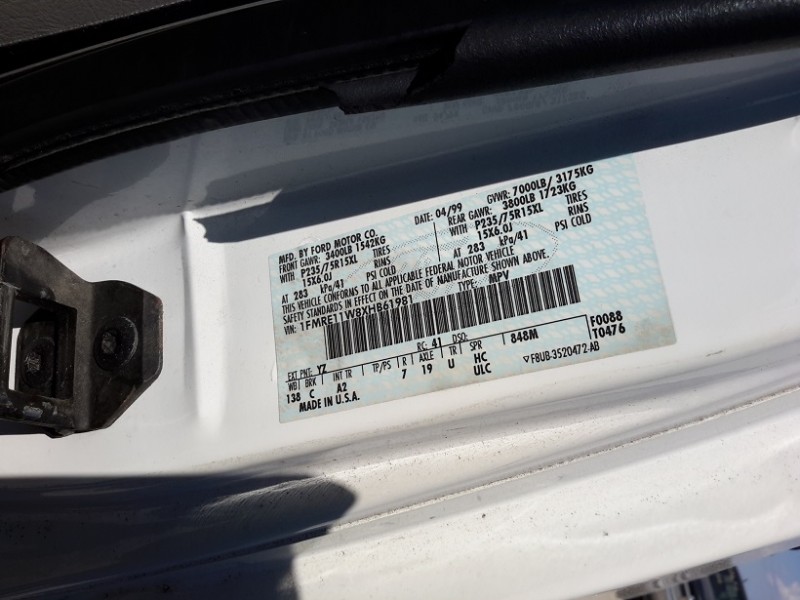 MFD. BY FORD MOTOR CO.
DATE: 04/99
GVWR: 7000LB/ 3175KG
FRONT GAWR: 3400LB 1542KG
REAR GAWR: 3800LB 1723KG
WITH P235/75R15XL TIRES
WITH P235/75R15XL TIRES
15X6.0J RIMS
15X6.0J RIMS
AT 283 kPa/41 PSI COLD
AT 283 kPa/41 PSI COLD
THIS VEHICLE CONFORMS TO ALL APPLICABLE FEDERAL MOTOR VEHICLE
SAFETY STANDARDS IN EFFECT ON THE DATE OF MANUFACTURE SHOWN ABOVE.
VIN: 1FMRE11W8XHB61981
TYPE: MPV
EXT PNT: YZ RC: 41 DSO: 848M F0088
WB BRK INT TR TP/PS R AXLE TR SPR T0476
138 C A2 7 19 U HC
ULC
MADE IN U.S.A.
F8UB-3520472-AB